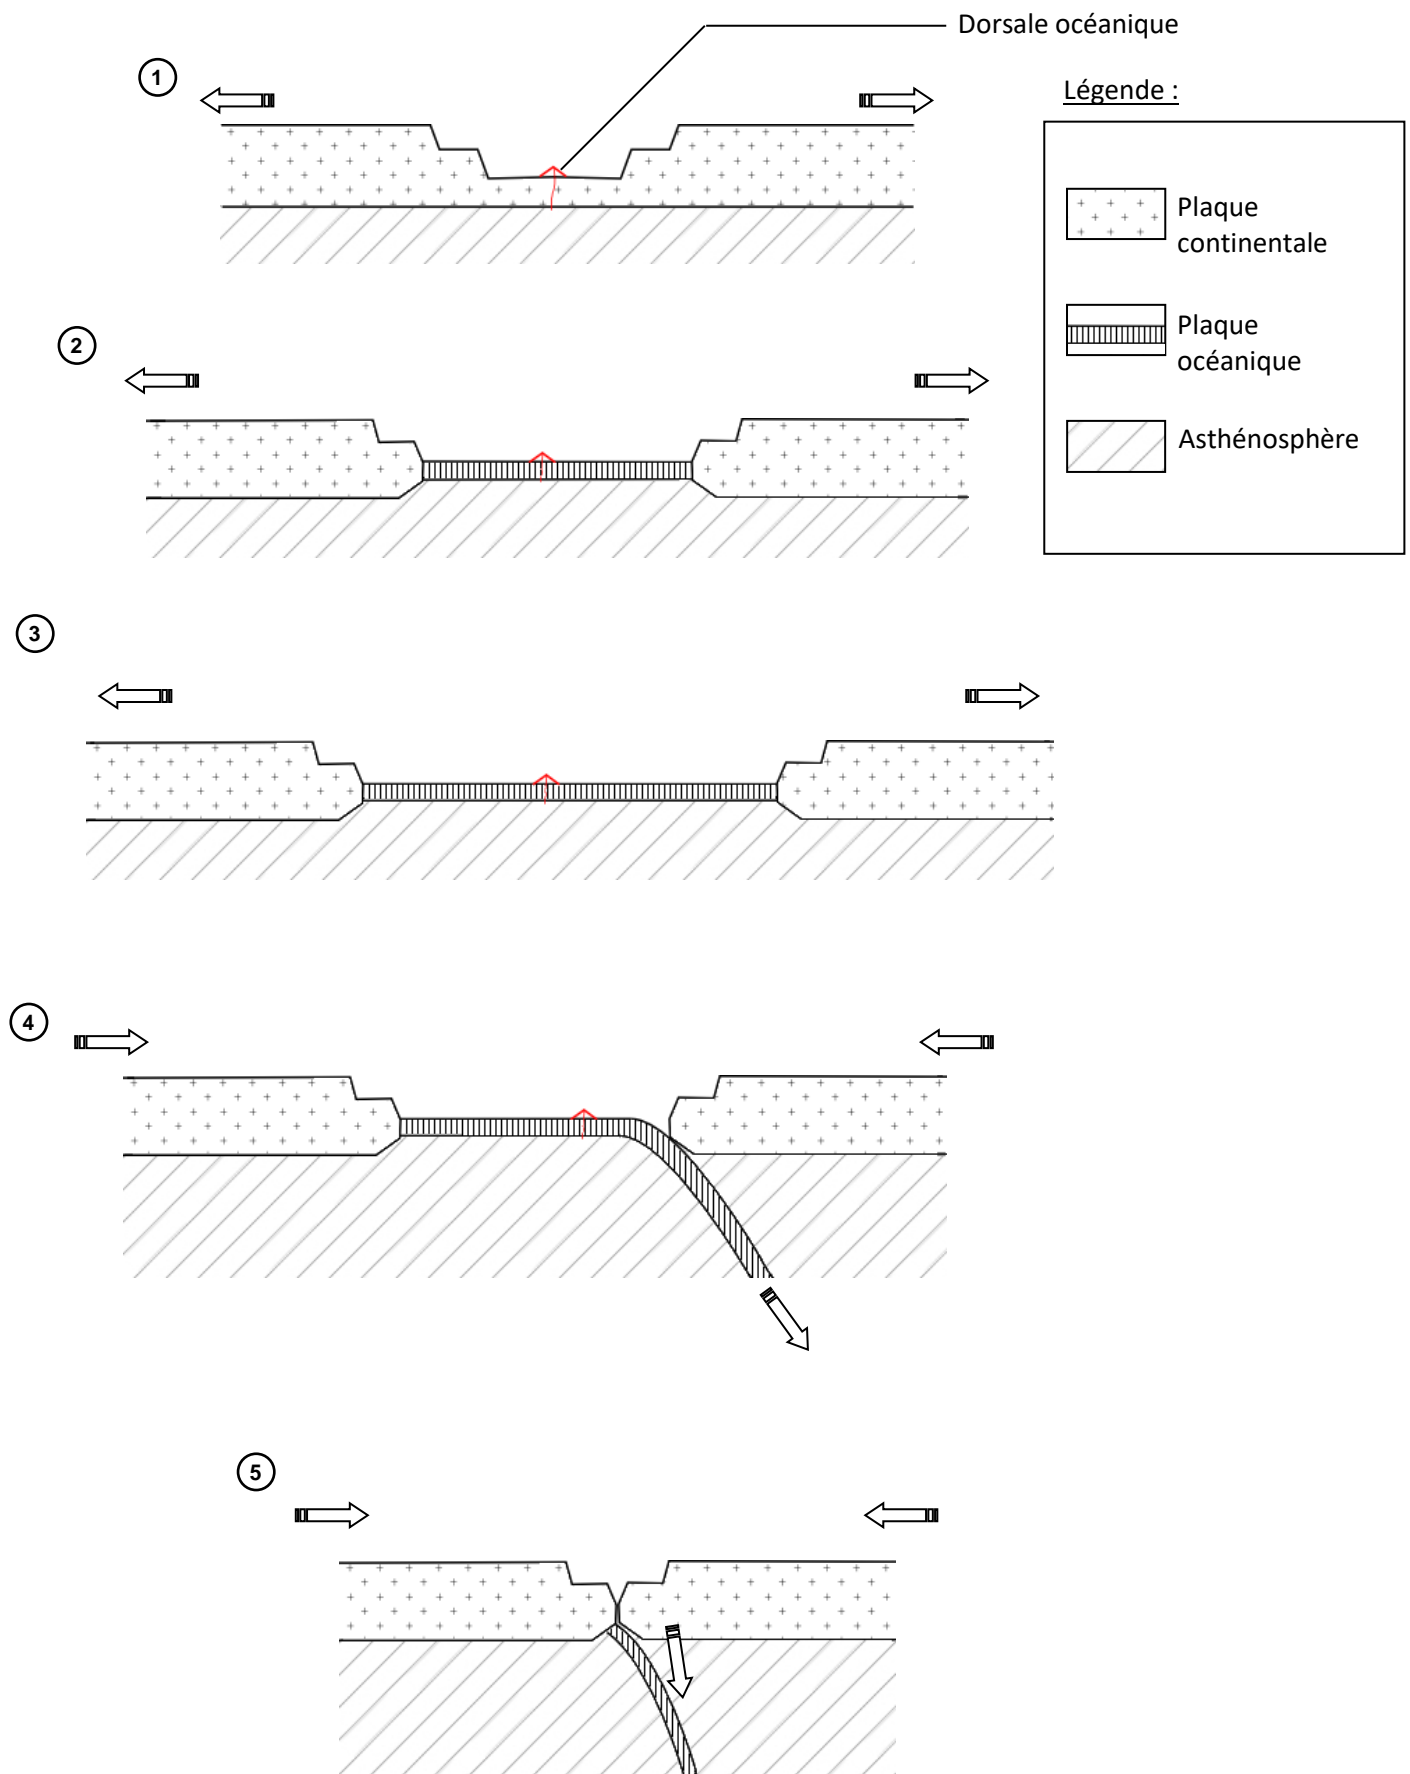 Dorsale océanique
1
Légende :
Plaque
continentale
2
Plaque
océanique
Asthénosphère
3
4
5